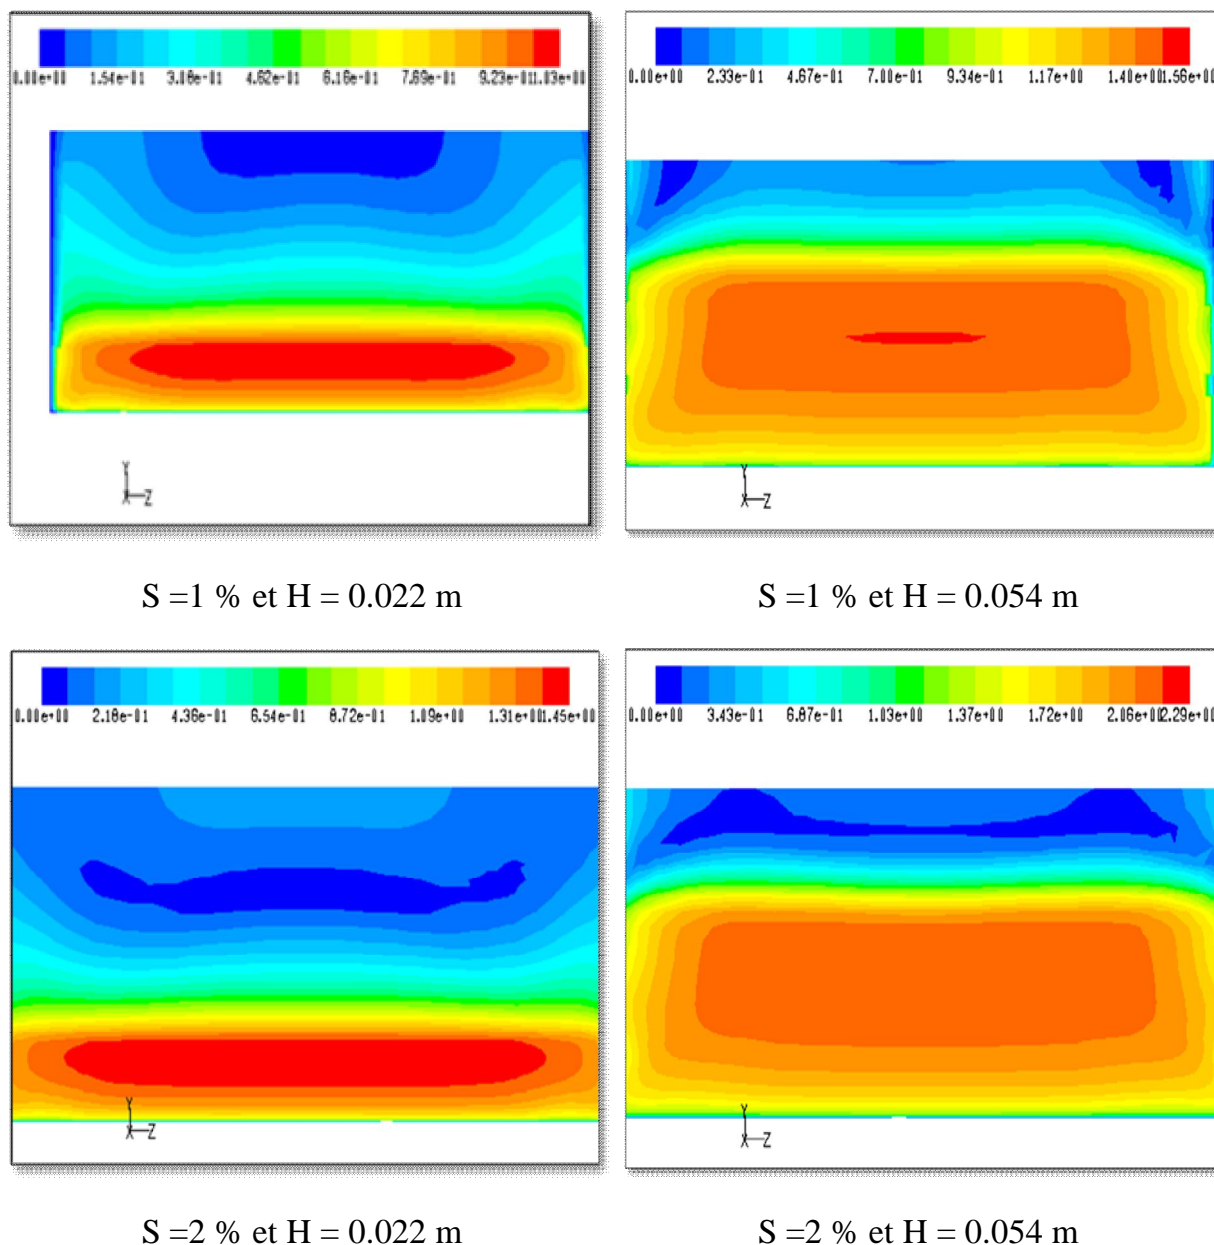 0.00e+00 1.54e-01 3.08e-01 4.62e-01 6.16e-01 7.69e-01 9.23e-01 1.03e+00
0.00e+00 2.33e-01 4.67e-01 7.00e-01 9.34e-01 1.17e+00 1.40e+00 1.56e+00
Y
X Z
Y
X Z
S =1 % et H = 0.022 m
S =1 % et H = 0.054 m
0.00e+00 2.18e-01 4.36e-01 6.54e-01 8.72e-01 1.09e+00 1.31e+00 1.45e+00
0.00e+00 3.43e-01 6.87e-01 1.03e+00 1.37e+00 1.72e+00 2.06e+00 2.29e+00
Y
X Z
Y
X Z
S =2 % et H = 0.022 m
S =2 % et H = 0.054 m